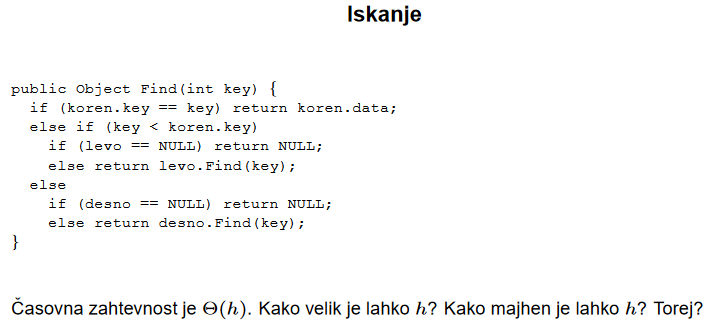 Iskanje
public Object Find(int key) {
if (koren.key == key) return koren.data;
else if (key < koren.key)
if (levo == NULL) return NULL;
else return levo.Find(key);
else
if (desno == NULL) return NULL;
else return desno.Find(key);
}
Časovna zahtevnost je Θ(h). Kako velik je lahko h? Kako majhen je lahko h? Torej?